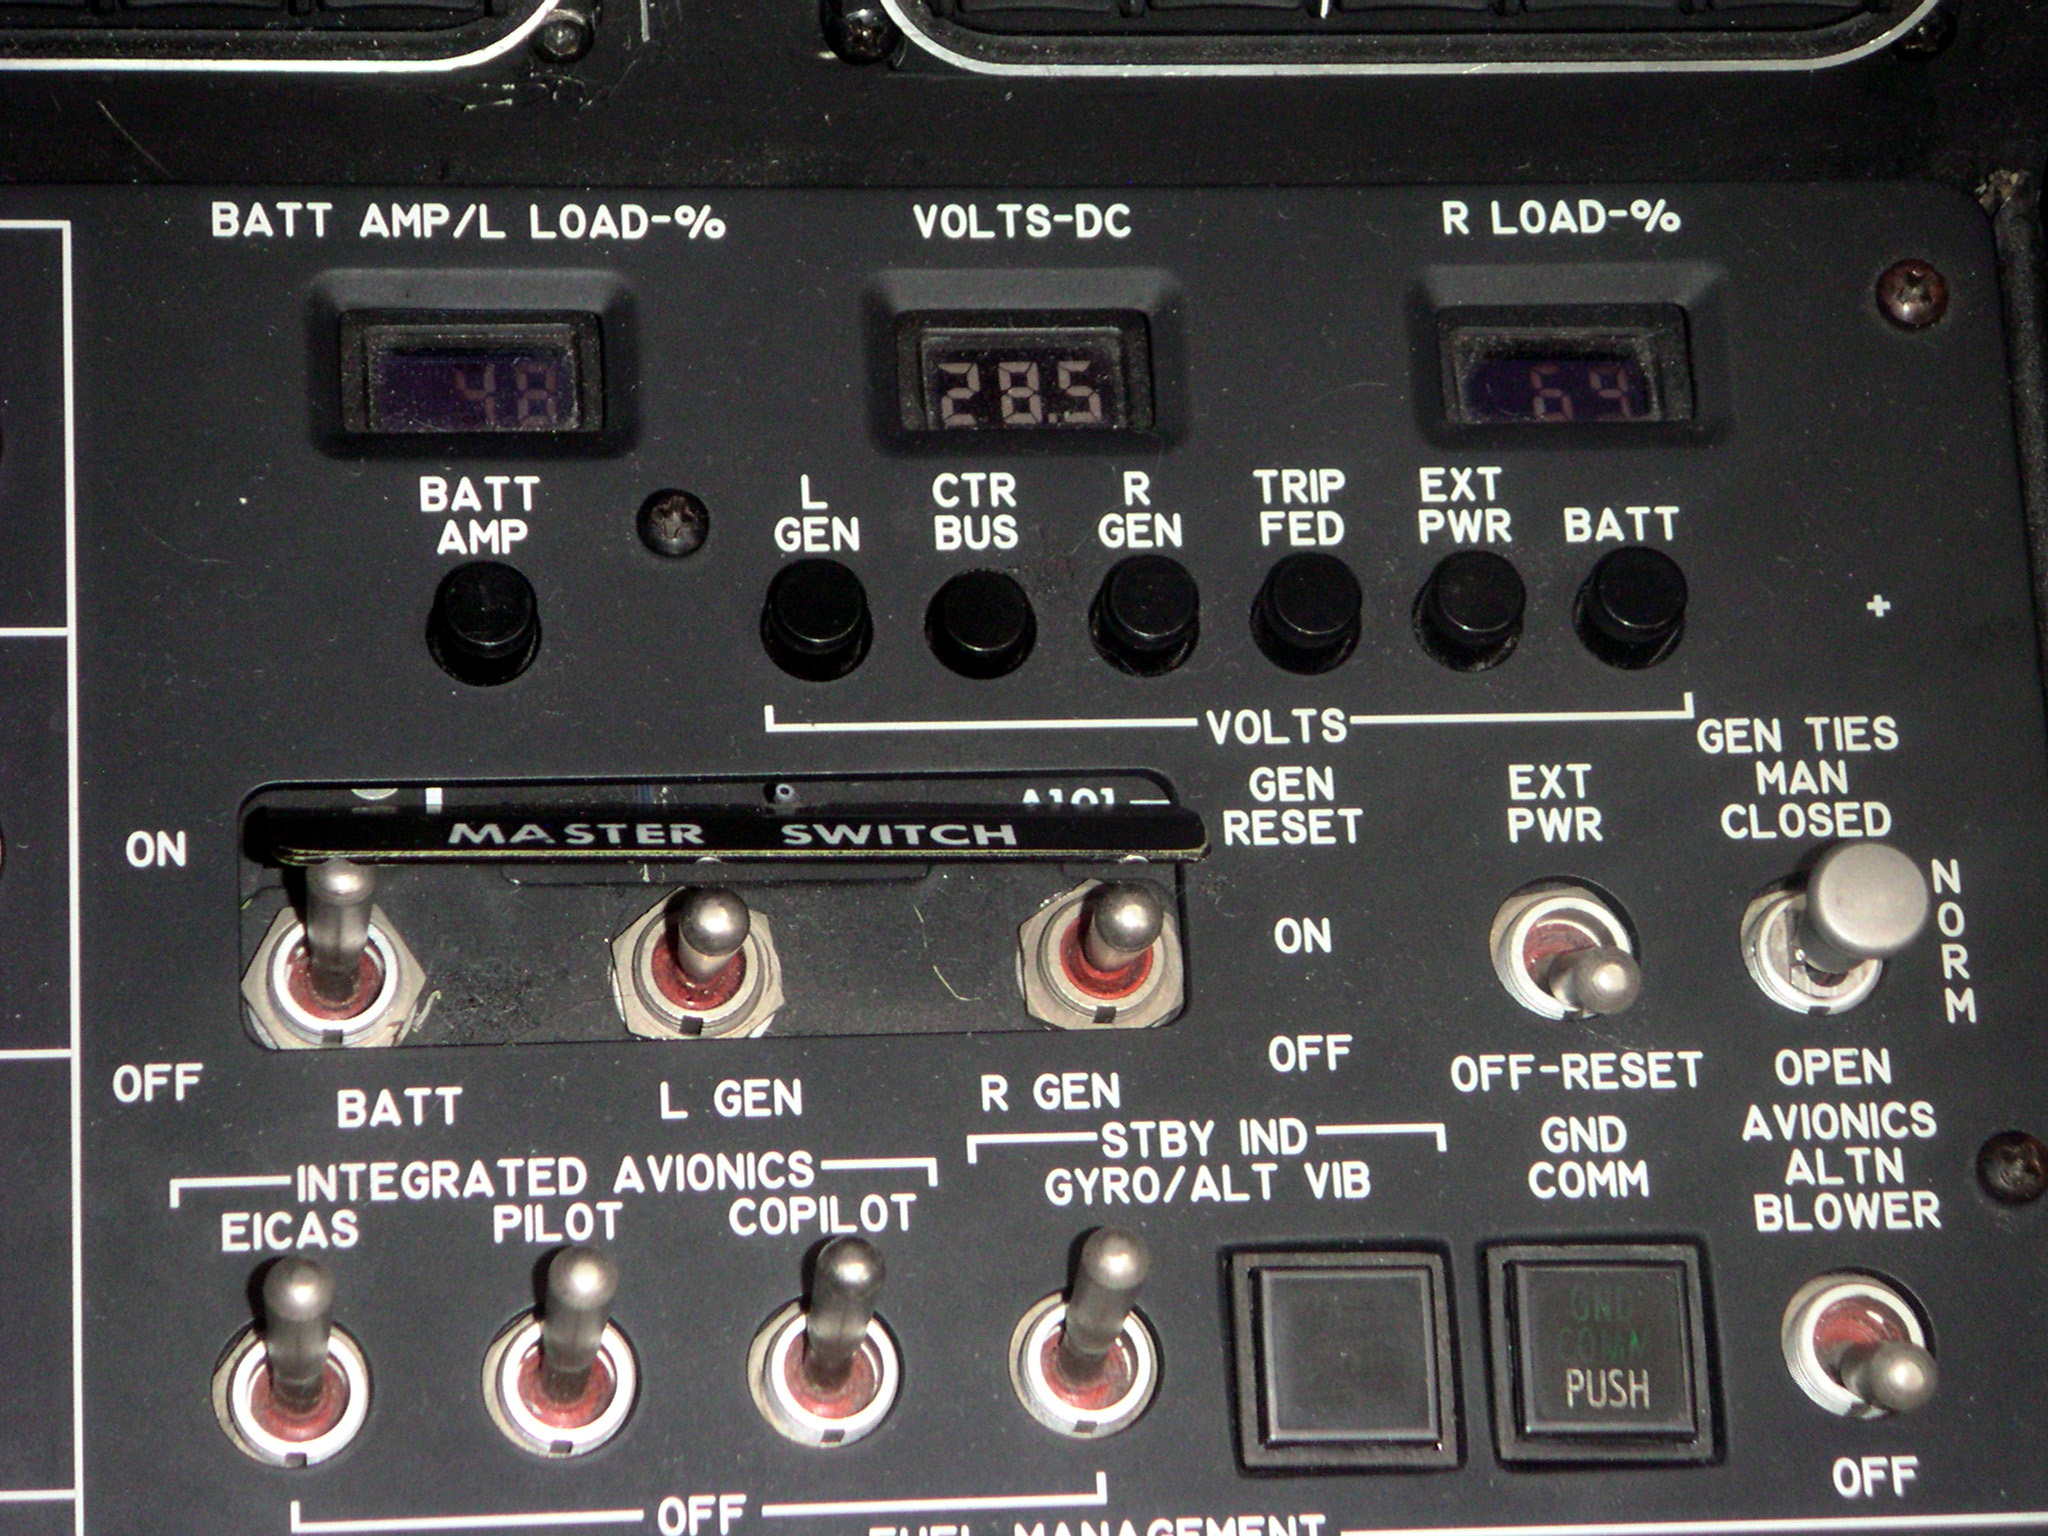 BATT AMP/L LOAD-%
VOLTS-DC
R LOAD-%
48
28.5
69
BATT
AMP
L
GEN
CTR
BUS
R
GEN
TRIP
FED
EXT
PWR
BATT
+
VOLTS
GEN TIES
MAN
CLOSED
GEN
RESET
EXT
PWR
ON
MASTER SWITCH
ON
NORM
OFF
BATT
L GEN
R GEN
OFF
OFF-RESET
OPEN
INTEGRATED AVIONICS
EICAS
PILOT
COPILOT
STBY IND
GYRO/ALT VIB
GND
COMM
AVIONICS
ALTN
BLOWER
GND
COMM
PUSH
OFF
OFF
FUEL MANAGEMENT